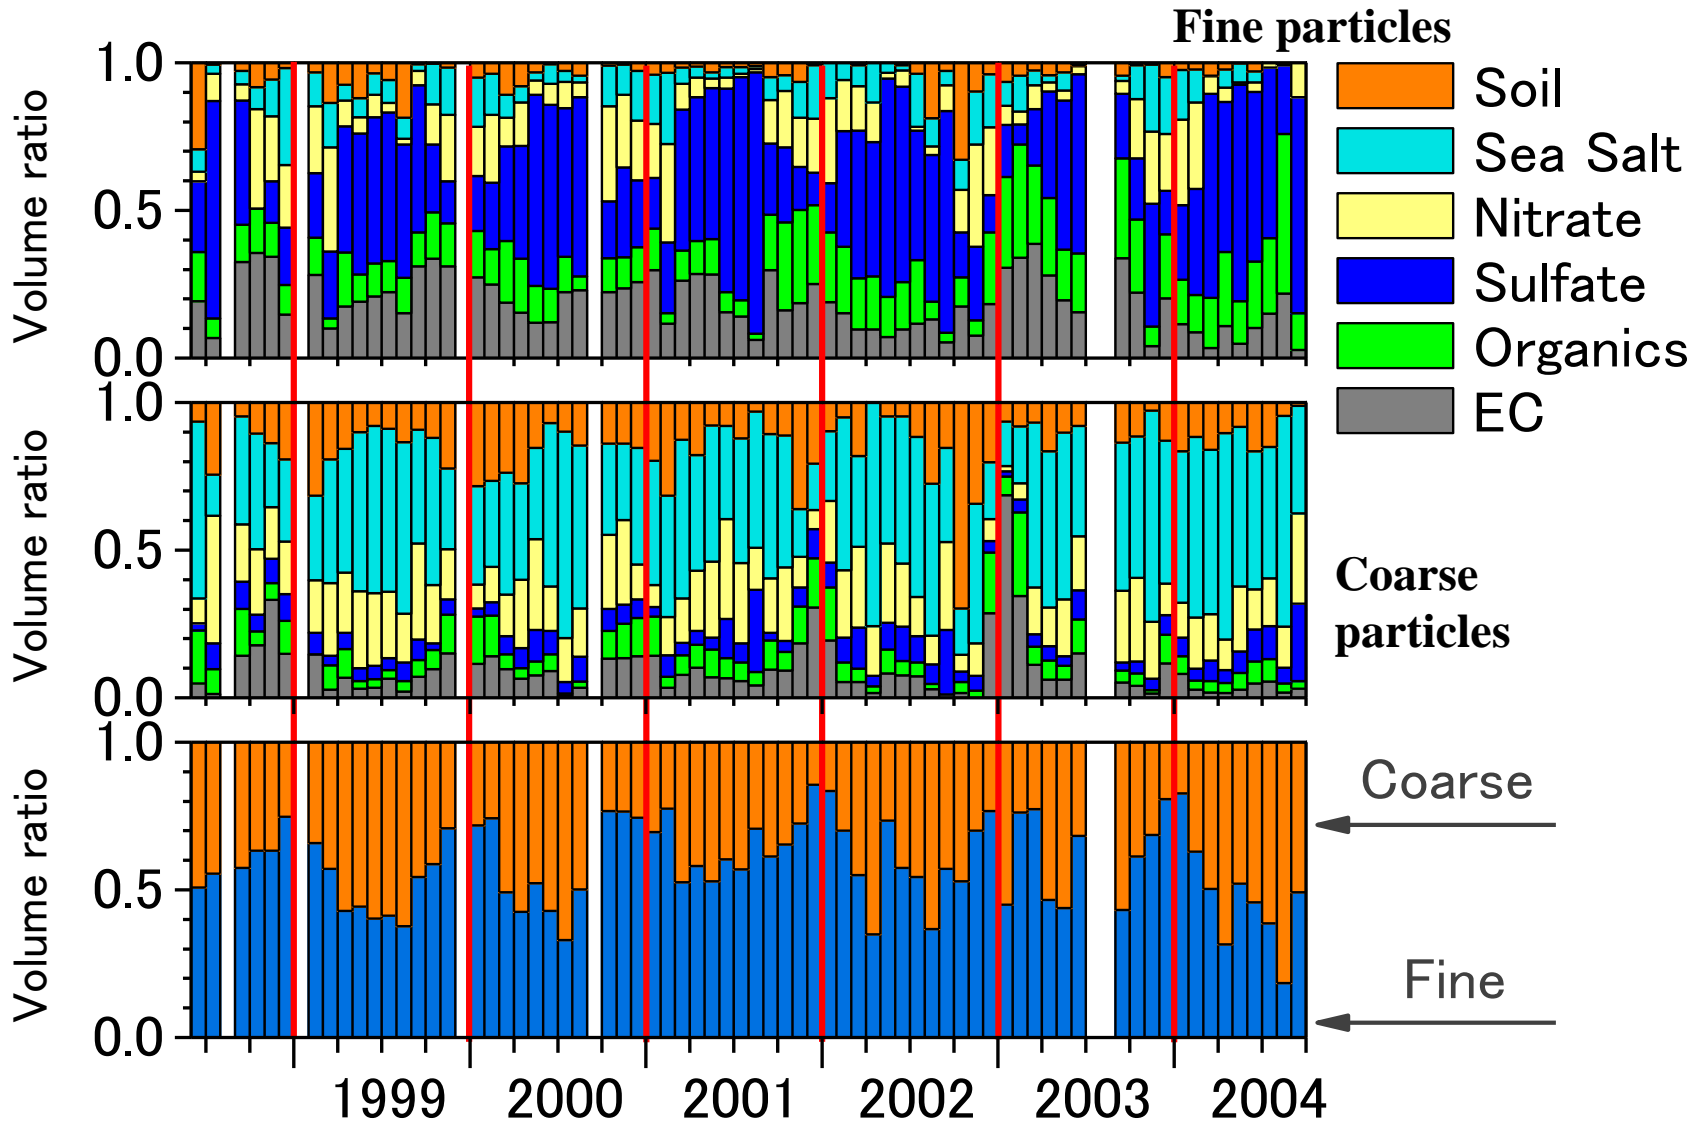 Fine particles
1.0
0.5
0.0
Volume ratio
Soil
Sea Salt
Nitrate
Sulfate
Organics
EC
1.0
0.5
0.0
Volume ratio
Coarse
particles
1.0
0.5
0.0
Volume ratio
Coarse
Fine
1999 2000 2001 2002 2003 2004